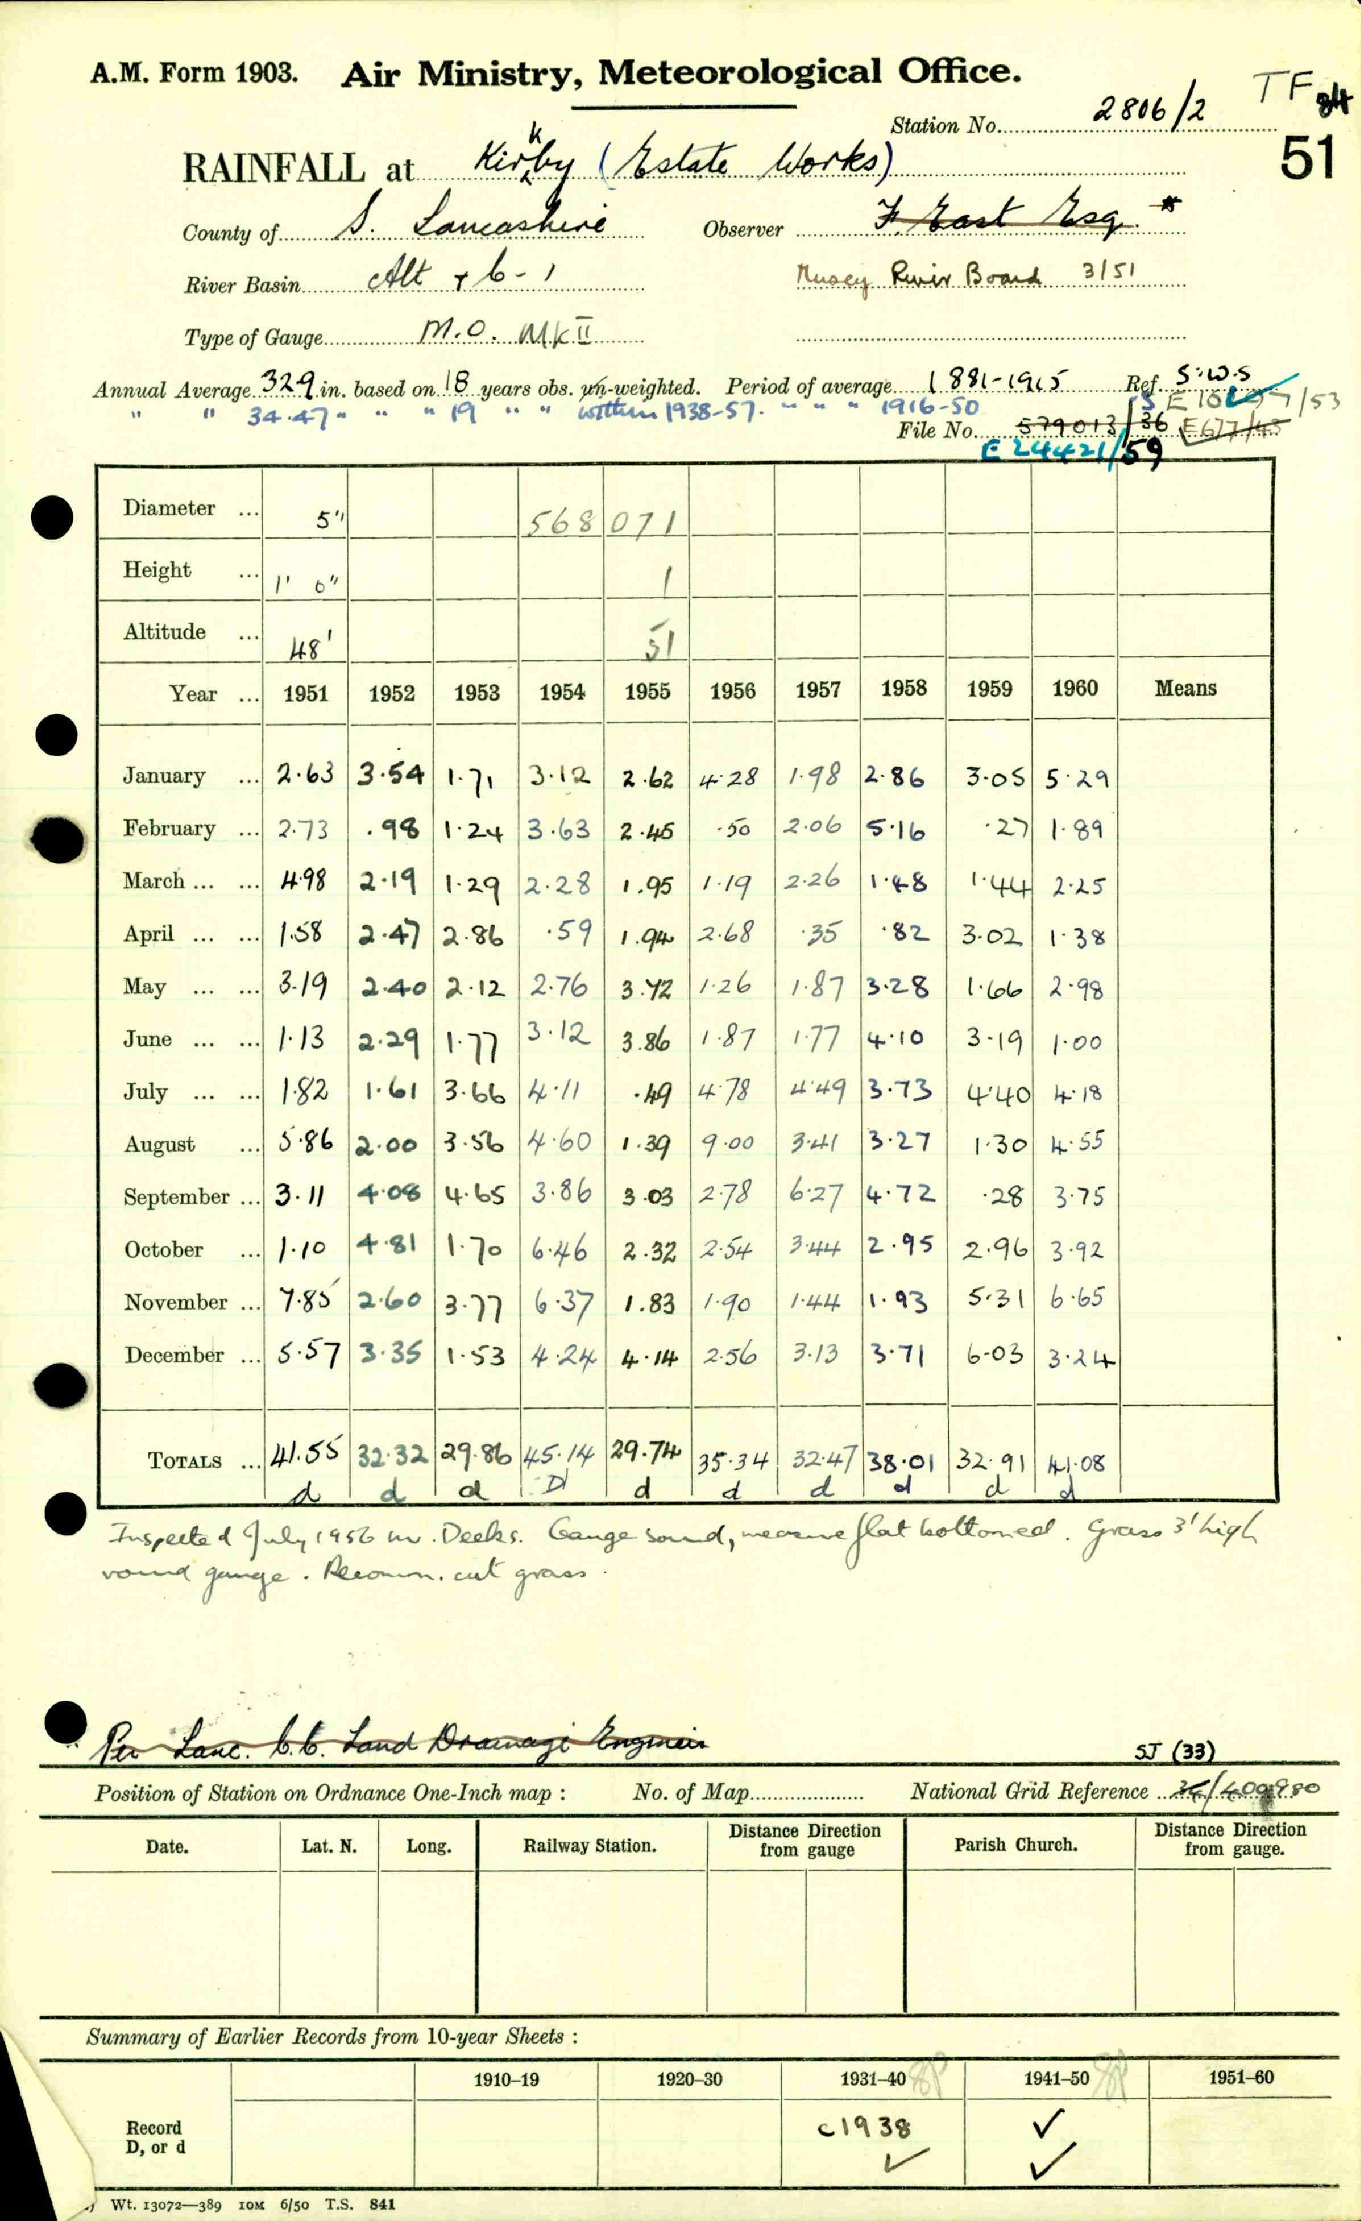 A.M. Form 1903. Air Ministry, Meteorological Office.
TF 84
Station No. 2806/2
51
RAINFALL at Kirkby (Estate Works)
County of S. Lancashire Observer F. East Esq. *
River Basin Alt + 6-1 Mersey River Board 3/51
Type of Gauge M.O. Mk II
Annual Average 32.9 in. based on 18 years obs. un-weighted. Period of average 1881-1915 Ref. S.W.S
" " 34.47 " " " 19 " " within 1938-57. " " " 1916-50
File No. 579013/36 E677/45
E 24421/59
Diameter ... 5" 568 071
Height ... 1' 0" 1
Altitude ... 48' 51
Year ... 1951 1952 1953 1954 1955 1956 1957 1958 1959 1960 Means
January ... 2.63 3.54 1.71 3.12 2.62 4.28 1.98 2.86 3.05 5.29
February ... 2.73 .98 1.24 3.63 2.45 .50 2.06 5.16 .27 1.89
March ... ... 4.98 2.19 1.29 2.28 1.95 1.19 2.26 1.48 1.44 2.25
April ... ... 1.58 2.47 2.86 .59 1.94 2.68 .35 .82 3.02 1.38
May ... ... 3.19 2.40 2.12 2.76 3.72 1.26 1.87 3.28 1.66 2.98
June ... ... 1.13 2.29 1.77 3.12 3.86 1.87 1.77 4.10 3.19 1.00
July ... ... 1.82 1.61 3.66 4.11 .49 4.78 4.49 3.73 4.40 4.18
August ... 5.86 2.00 3.56 4.60 1.39 9.00 3.41 3.27 1.30 4.55
September ... 3.11 4.08 4.65 3.86 3.03 2.78 6.27 4.72 .28 3.75
October ... 1.10 4.81 1.70 6.46 2.32 2.54 3.44 2.95 2.96 3.92
November ... 7.85 2.60 3.77 6.37 1.83 1.90 1.44 1.93 5.31 6.65
December ... 5.57 3.35 1.53 4.24 4.14 2.56 3.13 3.71 6.03 3.24
TOTALS ... 41.55 32.32 29.86 45.14 29.74 35.34 32.47 38.01 32.91 41.08
d d d D d d d d d d
Inspected July 1956 Mr. Deeks. Gauge sound, measure flat bottomed. Grass 3' high
round gauge. Recomm. cut grass.
Per Lanc. C.C. Land Drainage Engineer
SJ (33)
Position of Station on Ordnance One-Inch map : No. of Map National Grid Reference 34/409980
Date. Lat. N. Long. Railway Station. Distance from Direction gauge Parish Church. Distance from Direction gauge.
Summary of Earlier Records from 10-year Sheets :
1910–19 1920–30 1931–40 1941–50 1951–60
Record D, or d c1938 ✓ ✓
✓
Wt. 13072—389 10M 6/50 T.S. 841